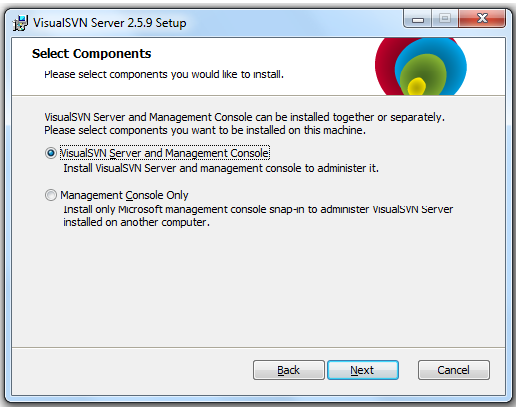 VisualSVN Server 2.5.9 Setup
Select Components
Please select components you would like to install.
VisualSVN Server and Management Console can be installed together or separately.
Please select components you want to be installed on this machine.
VisualSVN Server and Management Console
Install VisualSVN Server and management console to administer it.
Management Console Only
Install only Microsoft management console snap-in to administer VisualSVN Server
installed on another computer.
Back Next Cancel